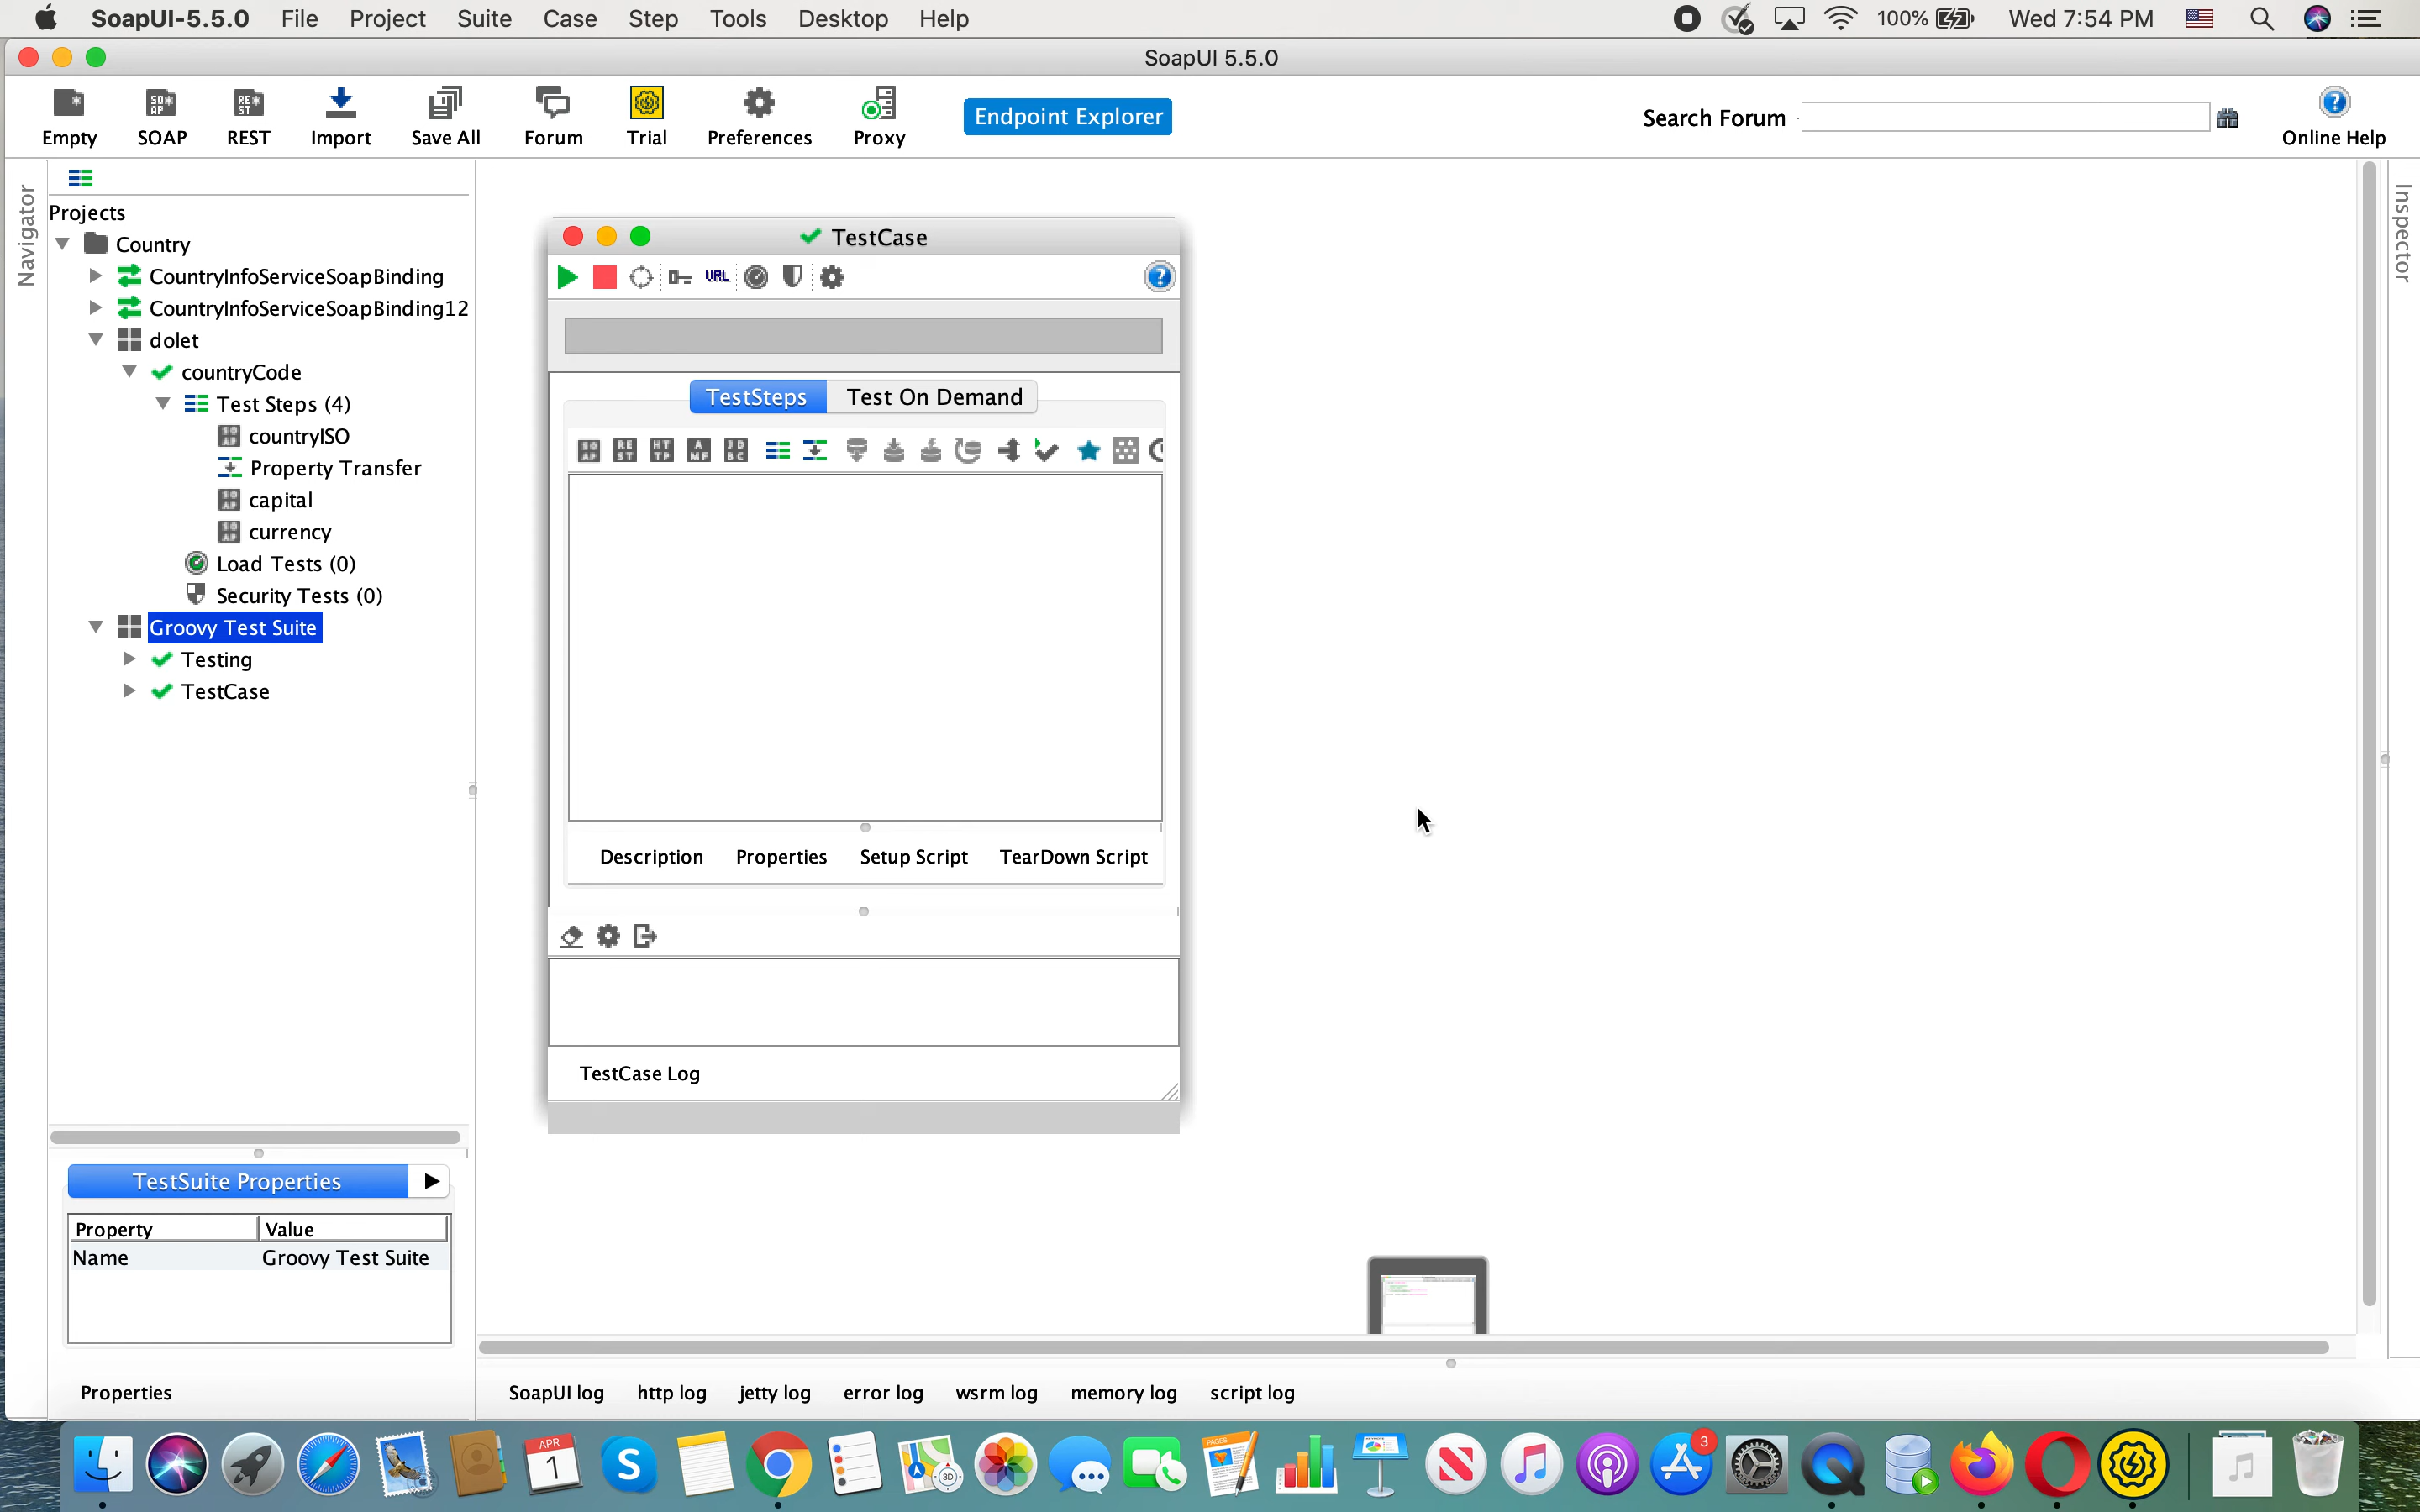 SoapUI-5.5.0 File Project Suite Case Step Tools Desktop Help 100% Wed 7:54 PM
SoapUI 5.5.0
Empty SOAP REST Import Save All Forum Trial Preferences Proxy Endpoint Explorer Search Forum Online Help
Navigator
Inspector
Projects
Country
CountryInfoServiceSoapBinding
CountryInfoServiceSoapBinding12
dolet
countryCode
Test Steps (4)
countryISO
Property Transfer
capital
currency
Load Tests (0)
Security Tests (0)
Groovy Test Suite
Testing
TestCase
TestCase
URL
TestSteps Test On Demand
Description Properties Setup Script TearDown Script
TestCase Log
TestSuite Properties
Property Value
Name Groovy Test Suite
Properties
SoapUI log http log jetty log error log wsrm log memory log script log
APR
1
3D
PAGES
3